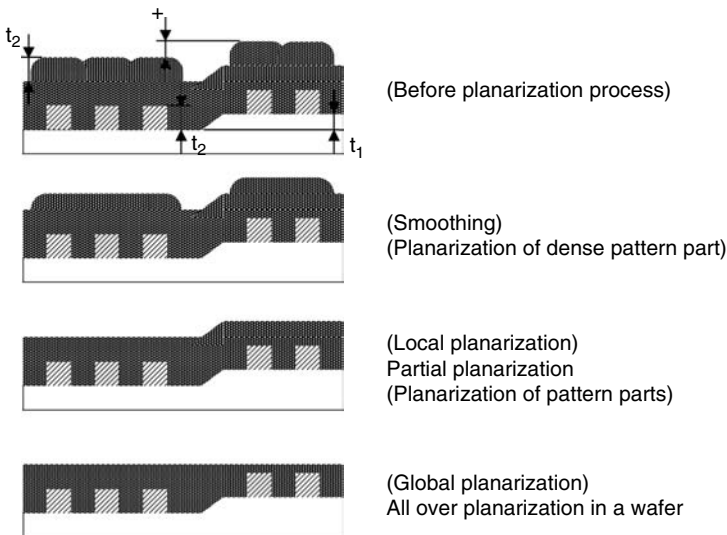 +
t2
t2
t1
(Before planarization process)
(Smoothing)
(Planarization of dense pattern part)
(Local planarization)
Partial planarization
(Planarization of pattern parts)
(Global planarization)
All over planarization in a wafer